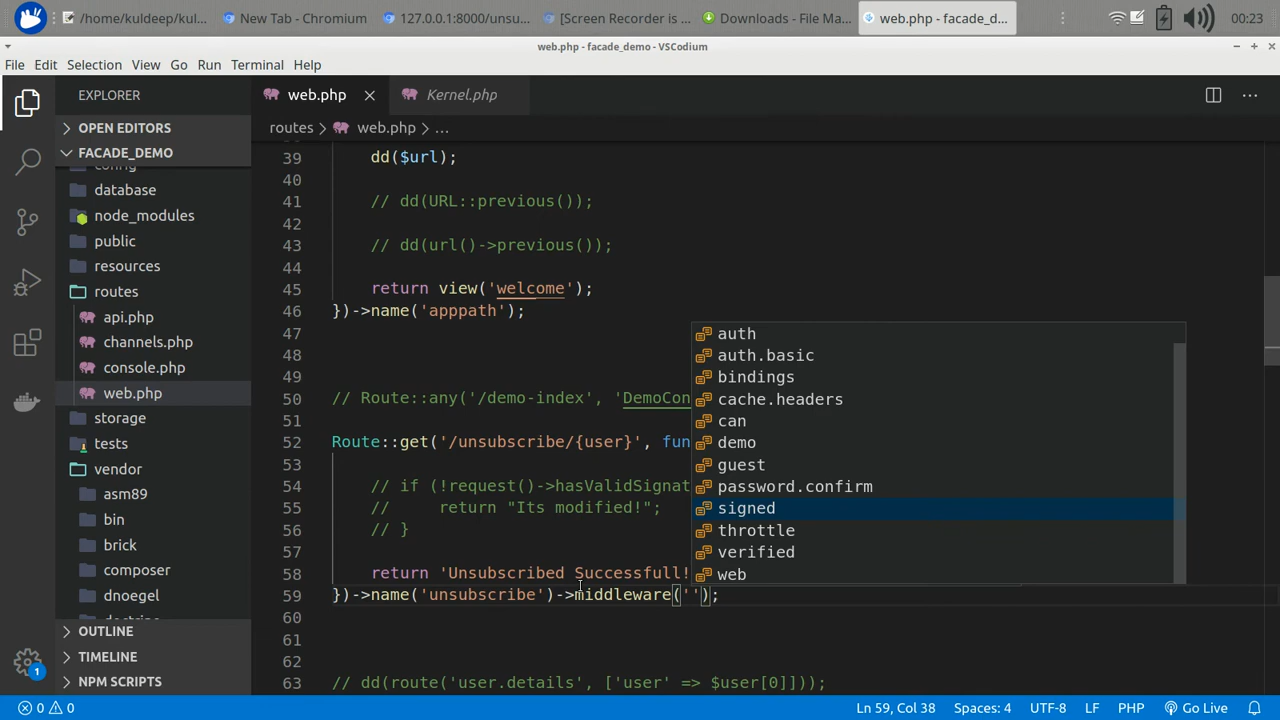 /home/kuldeep/kul... New Tab - Chromium 127.0.0.1:8000/unsu... [Screen Recorder is ... Downloads - File Ma... web.php - facade_d... 00:23
web.php - facade_demo - VSCodium
File Edit Selection View Go Run Terminal Help
EXPLORER web.php Kernel.php
OPEN EDITORS routes > web.php > ...
FACADE_DEMO
config
database
node_modules
public
resources
routes
api.php
channels.php
console.php
web.php
storage
tests
vendor
asm89
bin
brick
composer
doctrine
OUTLINE
TIMELINE
NPM SCRIPTS
39 dd($url);
40
41 // dd(URL::previous());
42
43 // dd(url()->previous());
44
45 return view('welcome');
46 })->name('apppath');
47
48
49
50 // Route::any('/demo-index', 'DemoCon
51
52 Route::get('/unsubscribe/{user}', fun
53
54 // if (!request()->hasValidSignat
55 // return "Its modified!";
56 // }
57
58 return 'Unsubscribed Successfull!
59 })->name('unsubscribe')->middleware('');
60
61
62
63 // dd(route('user.details', ['user' => $user[0]]));
auth
auth.basic
bindings
cache.headers
can
demo
guest
password.confirm
signed
throttle
verified
web
1
0 0 Ln 59, Col 38 Spaces: 4 UTF-8 LF PHP Go Live